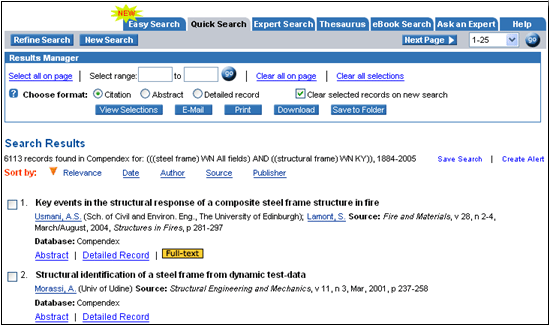 NEW
Easy Search Quick Search Expert Search Thesaurus eBook Search Ask an Expert Help
Refine Search New Search Next Page 1-25 go
Results Manager
Select all on page | Select range: to go | Clear all on page | Clear all selections
? Choose format: Citation Abstract Detailed record Clear selected records on new search
View Selections E-Mail Print Download Save to Folder
Search Results
6113 records found in Compendex for: (((steel frame) WN All fields) AND ((structural frame) WN KY)), 1884-2005 Save Search | Create Alert
Sort by: Relevance Date Author Source Publisher
1. Key events in the structural response of a composite steel frame structure in fire
Usmani, A.S. (Sch. of Civil and Environ. Eng., The University of Edinburgh); Lamont, S. Source: Fire and Materials, v 28, n 2-4,
March/August, 2004, Structures in Fires, p 281-297
Database: Compendex
Abstract | Detailed Record | Full-text
2. Structural identification of a steel frame from dynamic test-data
Morassi, A. (Univ of Udine) Source: Structural Engineering and Mechanics, v 11, n 3, Mar, 2001, p 237-258
Database: Compendex
Abstract | Detailed Record